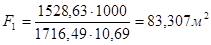 F₁ = 1528,63·1000 / 1716,49·10,69 = 83,307 м²